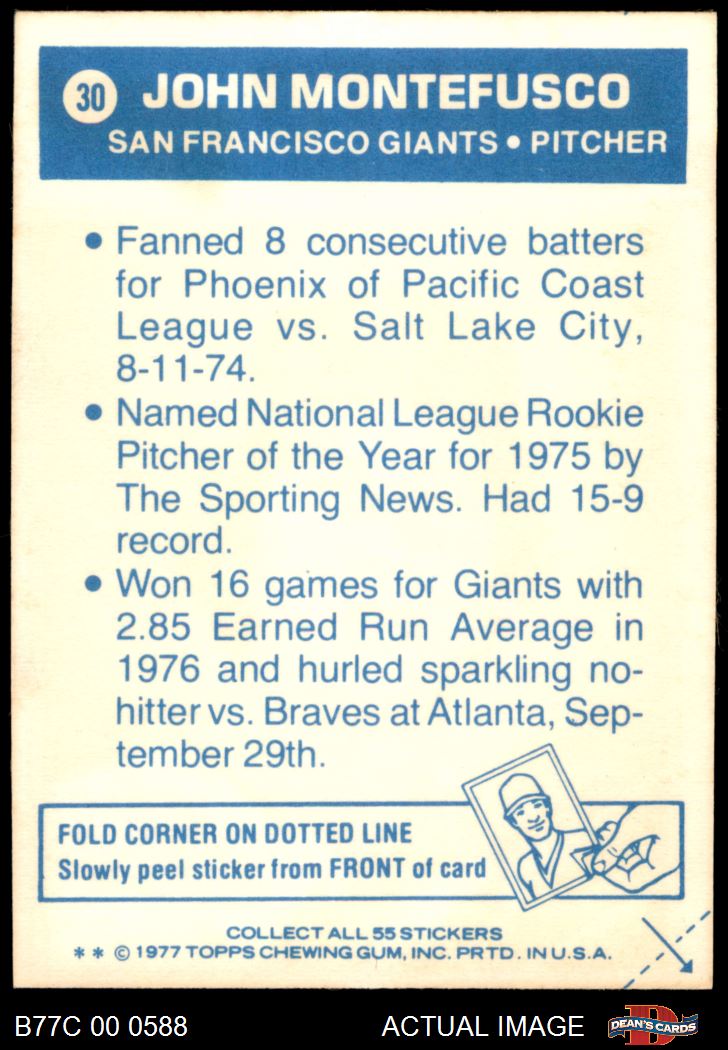 30 JOHN MONTEFUSCO
SAN FRANCISCO GIANTS • PITCHER
• Fanned 8 consecutive batters
for Phoenix of Pacific Coast
League vs. Salt Lake City,
8-11-74.
• Named National League Rookie
Pitcher of the Year for 1975 by
The Sporting News. Had 15-9
record.
• Won 16 games for Giants with
2.85 Earned Run Average in
1976 and hurled sparkling no-
hitter vs. Braves at Atlanta, Sep-
tember 29th.
FOLD CORNER ON DOTTED LINE
Slowly peel sticker from FRONT of card
COLLECT ALL 55 STICKERS
* * © 1977 TOPPS CHEWING GUM, INC. PRTD. IN U.S.A.
B77C 00 0588 ACTUAL IMAGE D DEAN'S CARDS